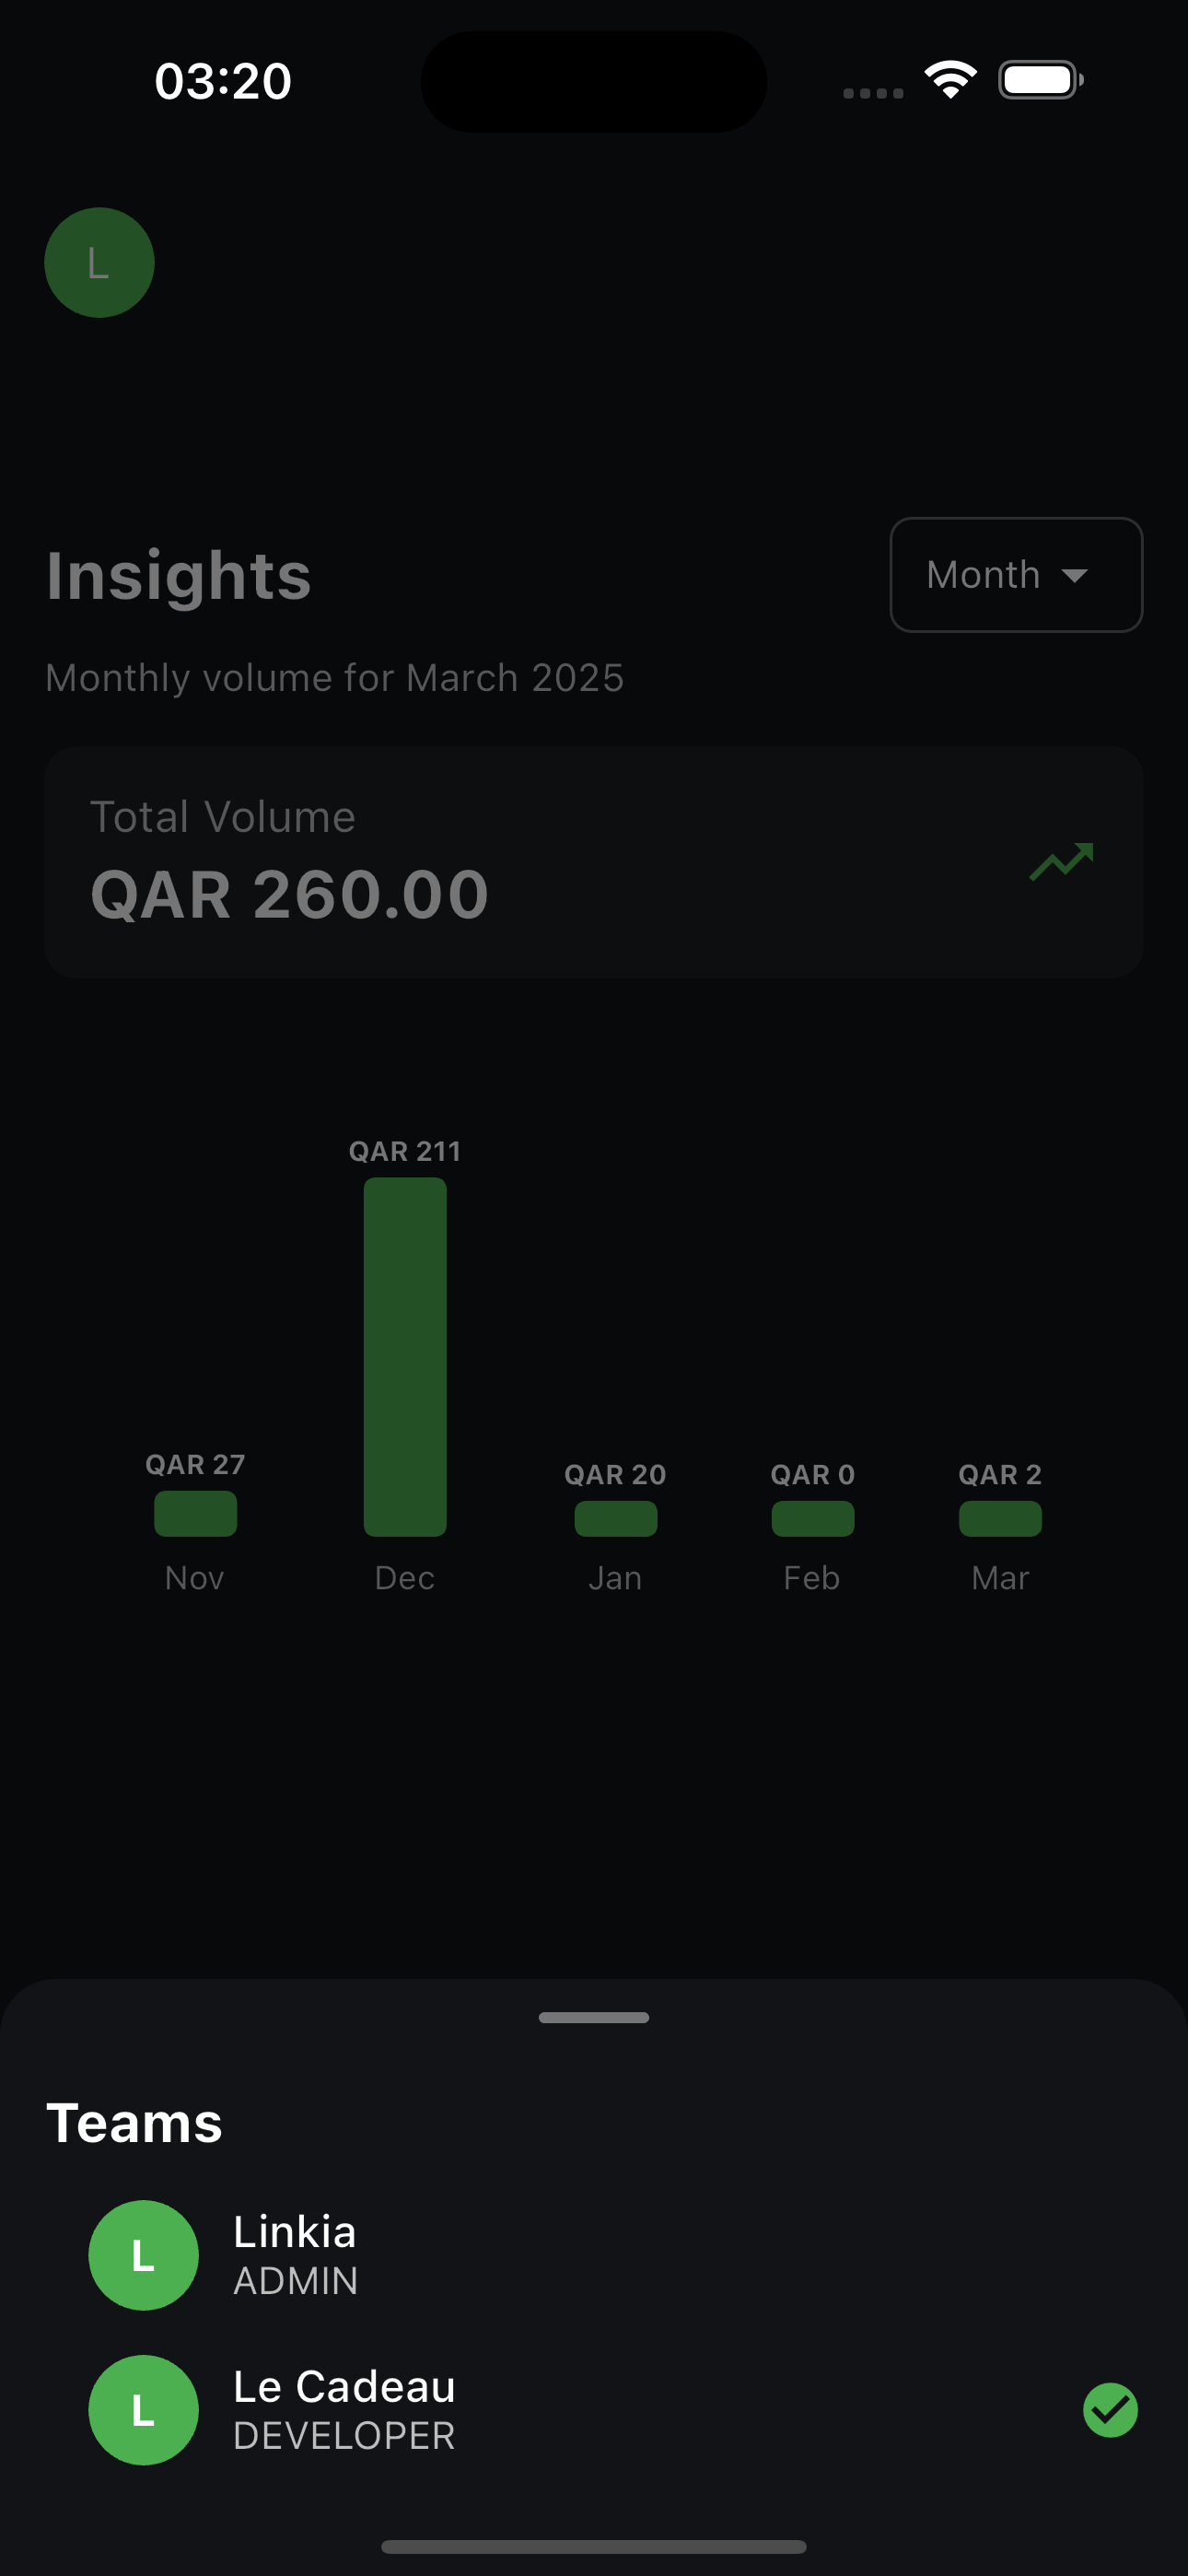 03:20
L
Insights
Month
Monthly volume for March 2025
Total Volume
QAR 260.00
QAR 211
QAR 27
QAR 20
QAR 0
QAR 2
Nov
Dec
Jan
Feb
Mar
Teams
L
Linkia
ADMIN
L
Le Cadeau
DEVELOPER